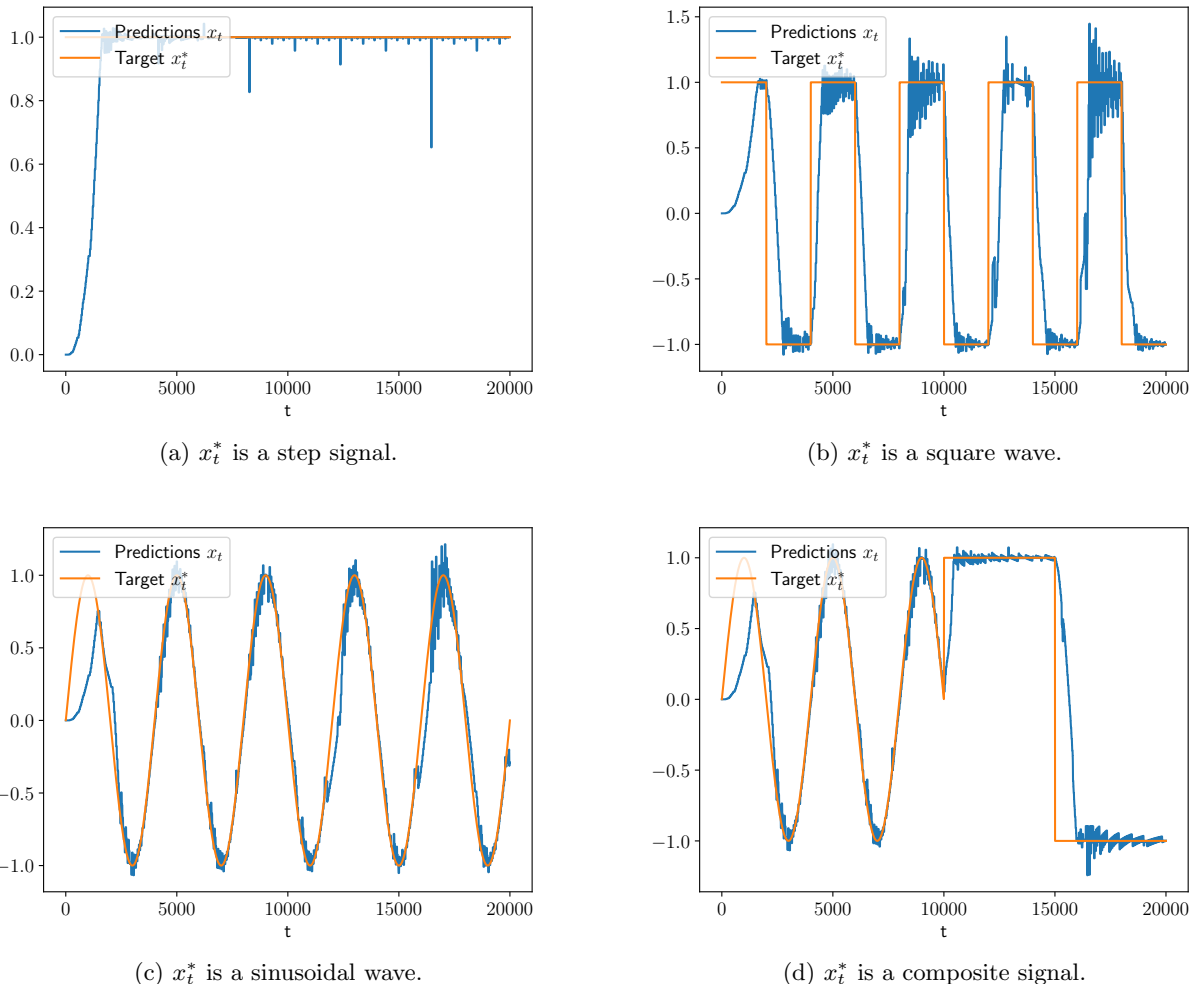 Predictions $x_t$
Target $x_t^*$
1.0
0.8
0.6
0.4
0.2
0.0
0 5000 10000 15000 20000
t
(a) $x_t^*$ is a step signal.
Predictions $x_t$
Target $x_t^*$
1.5
1.0
0.5
0.0
−0.5
−1.0
0 5000 10000 15000 20000
t
(b) $x_t^*$ is a square wave.
Predictions $x_t$
Target $x_t^*$
1.0
0.5
0.0
−0.5
−1.0
0 5000 10000 15000 20000
t
(c) $x_t^*$ is a sinusoidal wave.
Predictions $x_t$
Target $x_t^*$
1.0
0.5
0.0
−0.5
−1.0
0 5000 10000 15000 20000
t
(d) $x_t^*$ is a composite signal.